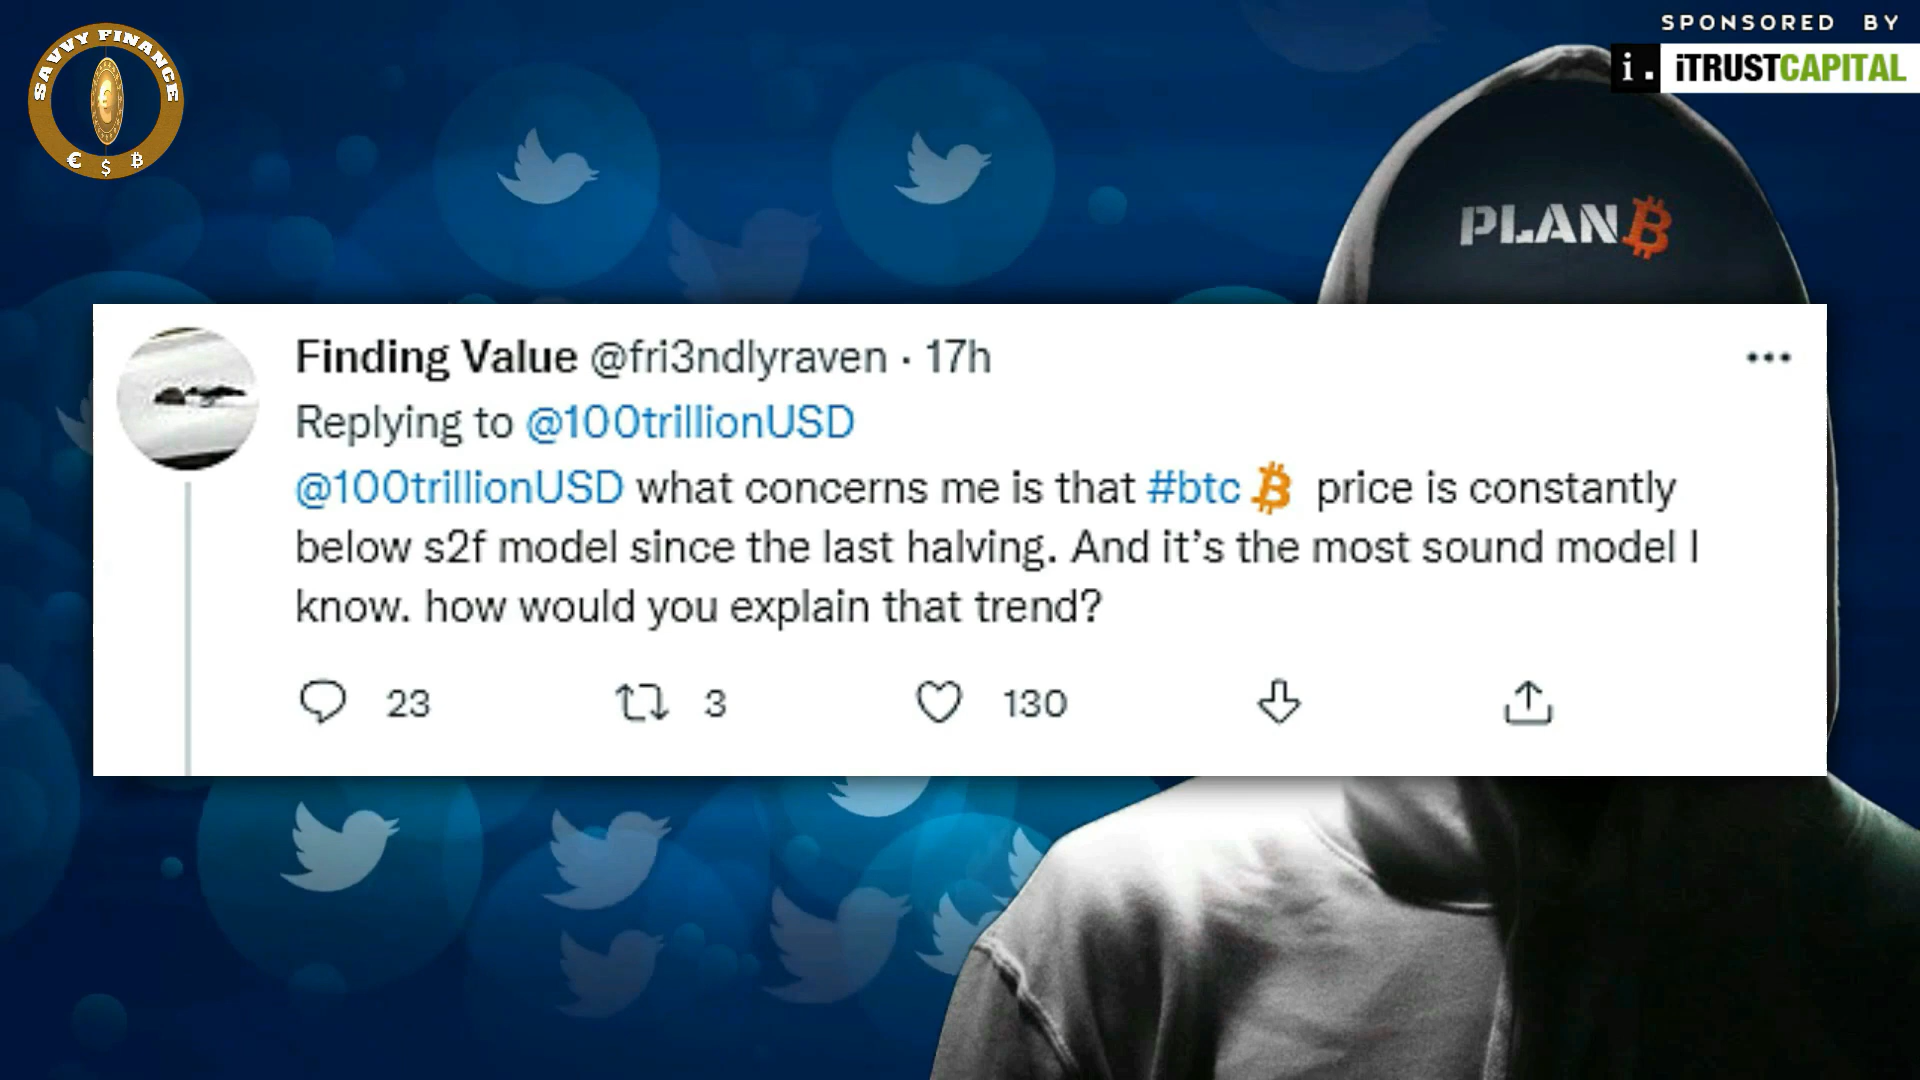 SAVVY FINANCE
€ $ ₿
SPONSORED BY
i. iTRUSTCAPITAL
PLAN₿
Finding Value @fri3ndlyraven · 17h
Replying to @100trillionUSD
@100trillionUSD what concerns me is that #btc ₿ price is constantly
below s2f model since the last halving. And it’s the most sound model I
know. how would you explain that trend?
23 3 130